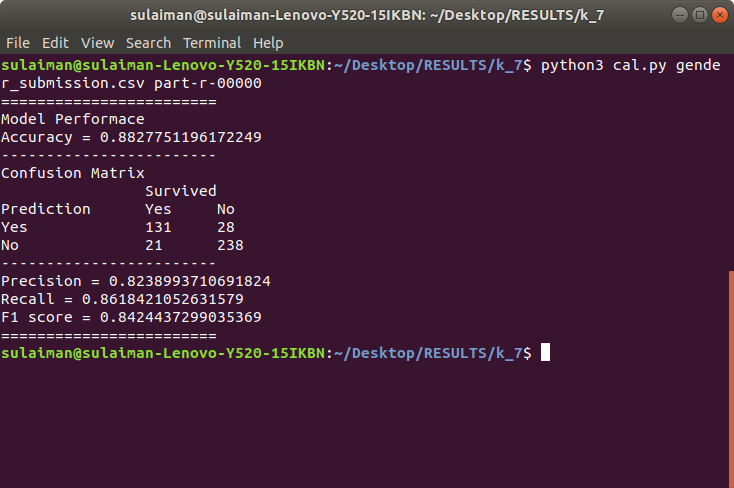 sulaiman@sulaiman-Lenovo-Y520-15IKBN: ~/Desktop/RESULTS/k_7
File Edit View Search Terminal Help
sulaiman@sulaiman-Lenovo-Y520-15IKBN:~/Desktop/RESULTS/k_7$ python3 cal.py gende
r_submission.csv part-r-00000
========================
Model Performace
Accuracy = 0.8827751196172249
------------------------
Confusion Matrix
                Survived
Prediction      Yes     No
Yes             131     28
No              21      238
------------------------
Precision = 0.8238993710691824
Recall = 0.8618421052631579
F1 score = 0.8424437299035369
========================
sulaiman@sulaiman-Lenovo-Y520-15IKBN:~/Desktop/RESULTS/k_7$